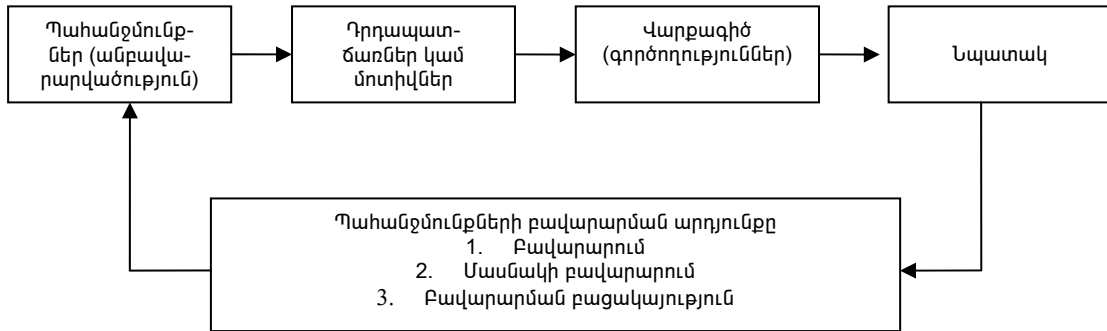 Պահանջմունք-
ներ (անբավա-
րարվածություն)
Դրդապատ-
ճառներ կամ
մոտիվներ
Վարքագիծ
(գործողություններ)
Նպատակ
Պահանջմունքների բավարարման արդյունքը
1. Բավարարում
2. Մասնակի բավարարում
3. Բավարարման բացակայություն